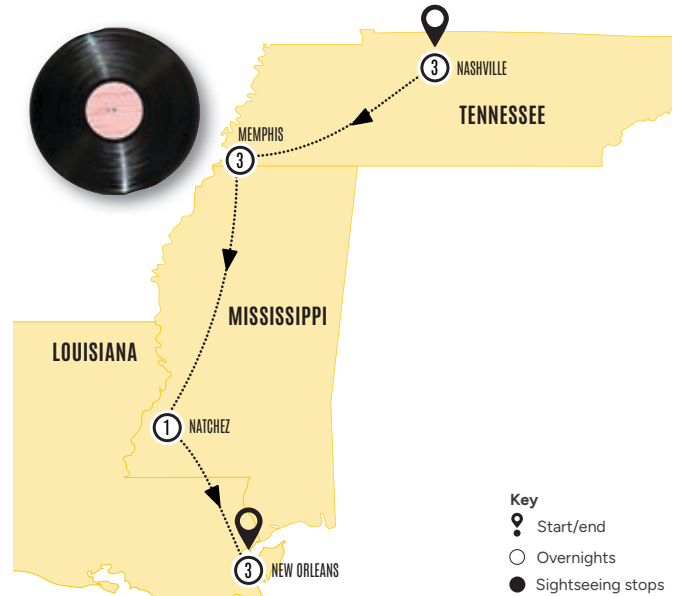 3 NASHVILLE
TENNESSEE
MEMPHIS
3
MISSISSIPPI
LOUISIANA
1 NATCHEZ
Key
Start/end
Overnights
3 NEW ORLEANS
Sightseeing stops